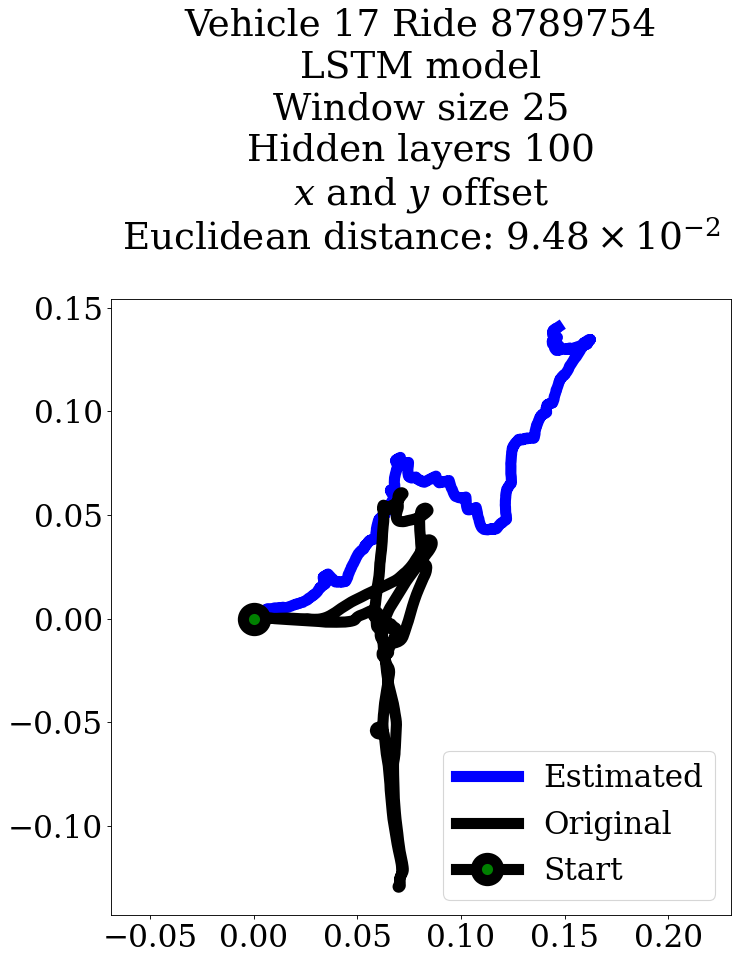 Vehicle 17 Ride 8789754
LSTM model
Window size 25
Hidden layers 100
x and y offset
Euclidean distance: 9.48 × 10⁻²
0.15
0.10
0.05
0.00
−0.05
−0.10
Estimated
Original
Start
−0.05 0.00 0.05 0.10 0.15 0.20